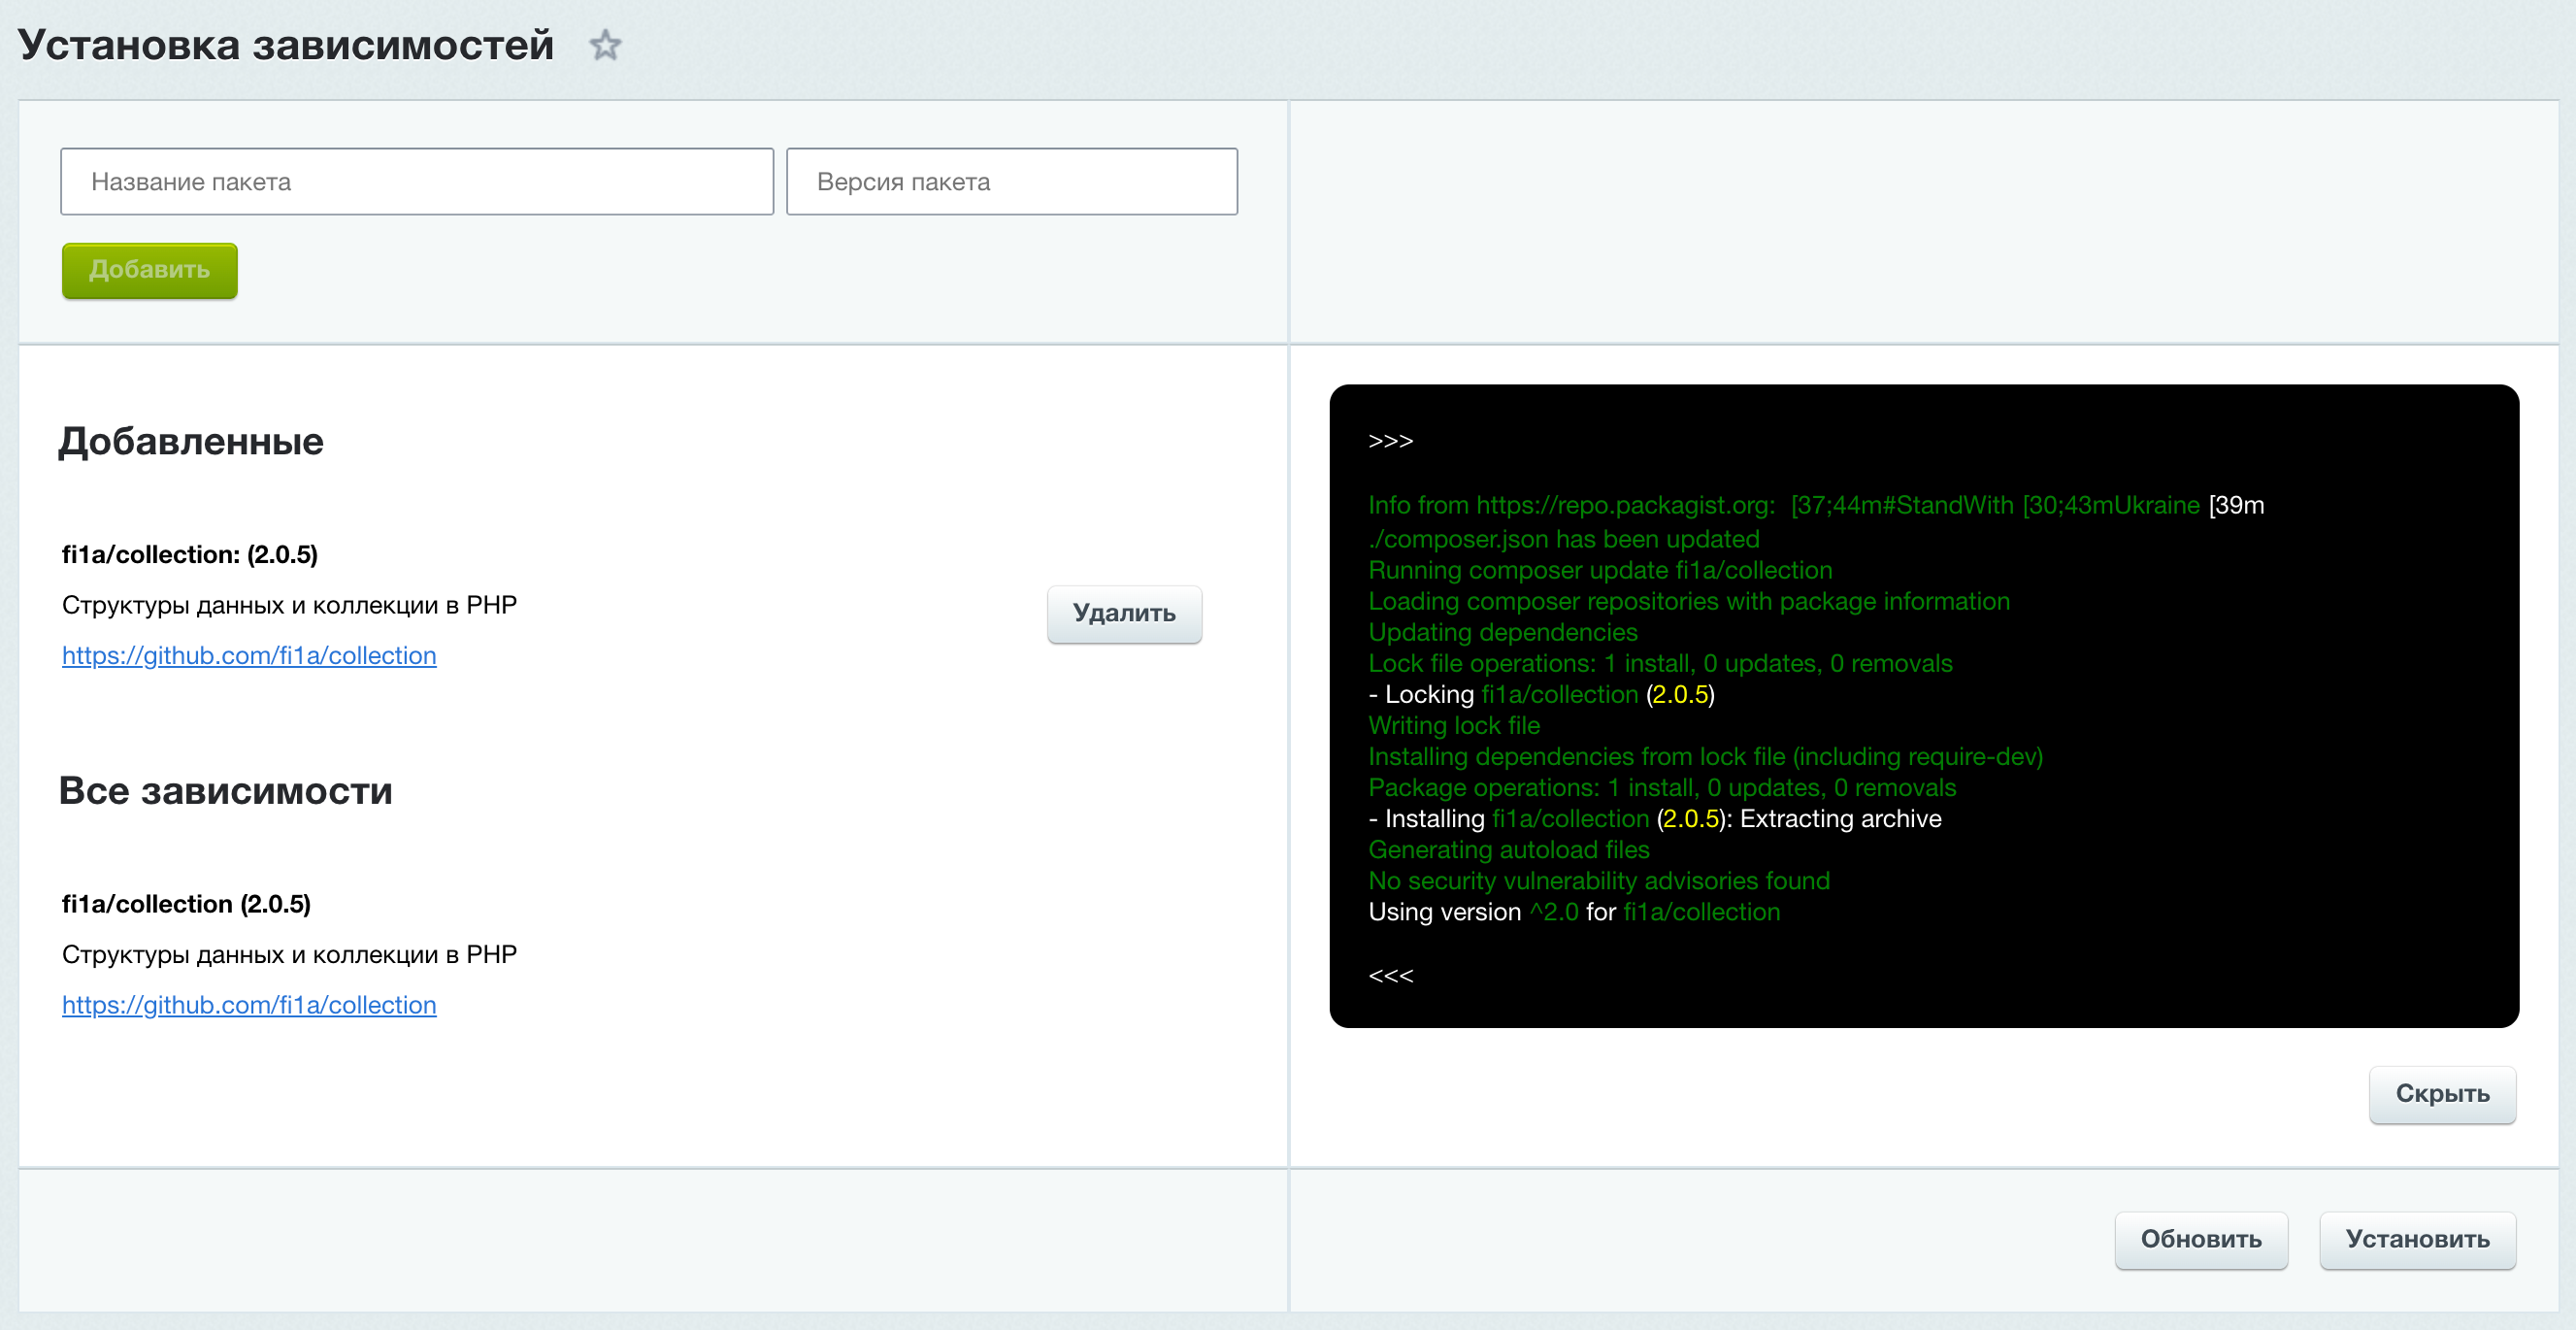 Установка зависимостей
Название пакета
Версия пакета
Добавить
Добавленные
fi1a/collection: (2.0.5)
Структуры данных и коллекции в PHP
https://github.com/fi1a/collection
Удалить
Все зависимости
fi1a/collection (2.0.5)
Структуры данных и коллекции в PHP
https://github.com/fi1a/collection
>>>
Info from https://repo.packagist.org:  [37;44m#StandWith [30;43mUkraine [39m
./composer.json has been updated
Running composer update fi1a/collection
Loading composer repositories with package information
Updating dependencies
Lock file operations: 1 install, 0 updates, 0 removals
- Locking fi1a/collection (2.0.5)
Writing lock file
Installing dependencies from lock file (including require-dev)
Package operations: 1 install, 0 updates, 0 removals
- Installing fi1a/collection (2.0.5): Extracting archive
Generating autoload files
No security vulnerability advisories found
Using version ^2.0 for fi1a/collection
<<<
Скрыть
Обновить
Установить